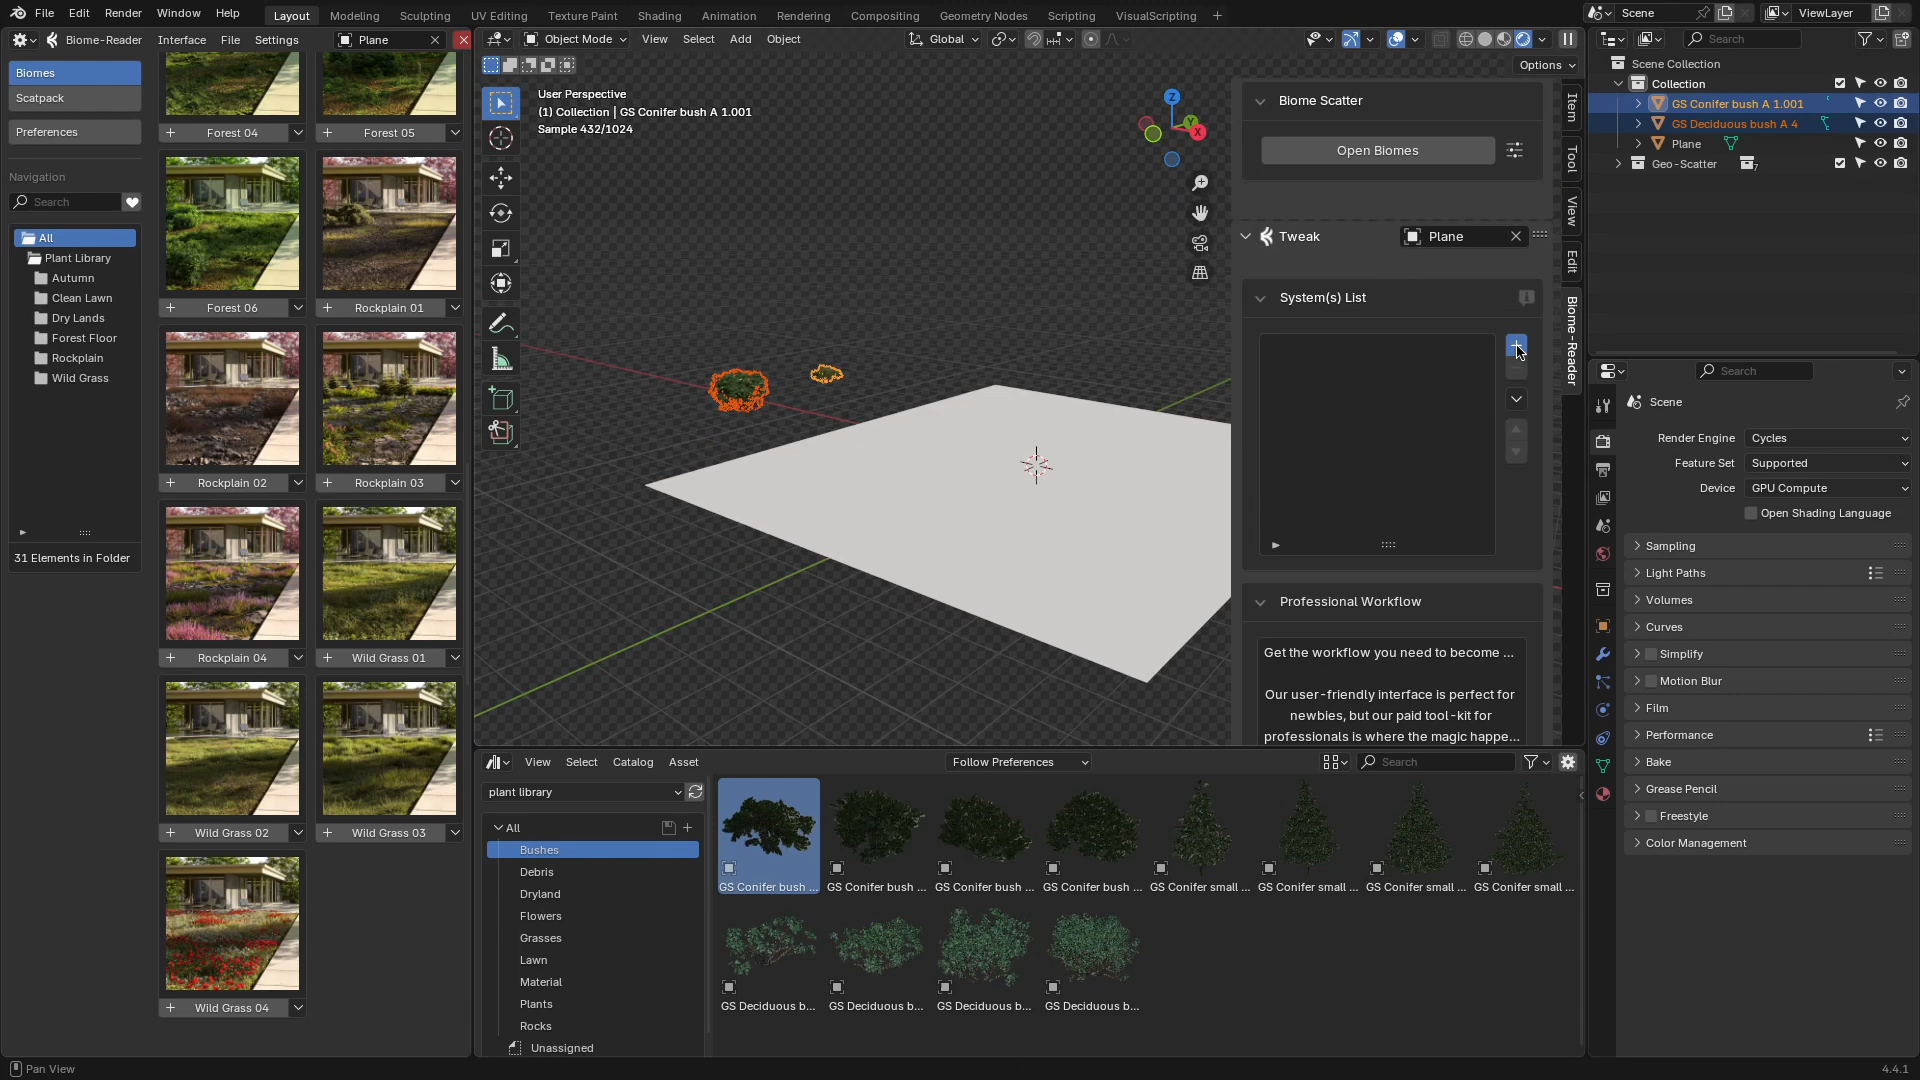 File Edit Render Window Help
Layout Modeling Sculpting UV Editing Texture Paint Shading Animation Rendering Compositing Geometry Nodes Scripting VisualScripting
Scene
ViewLayer
Biome-Reader Interface File Settings
Plane
Biomes
Scatpack
Preferences
Navigation
Search
All
Plant Library
Autumn
Clean Lawn
Dry Lands
Forest Floor
Rockplain
Wild Grass
31 Elements in Folder
Forest 04
Forest 05
Forest 06
Rockplain 01
Rockplain 02
Rockplain 03
Rockplain 04
Wild Grass 01
Wild Grass 02
Wild Grass 03
Wild Grass 04
Object Mode View Select Add Object
Global
Options
User Perspective
(1) Collection | GS Conifer bush A 1.001
Sample 432/1024
Z
Y
X
Biome Scatter
Open Biomes
Tweak
Plane
System(s) List
Professional Workflow
Get the workflow you need to become ...
Our user-friendly interface is perfect for
newbies, but our paid tool-kit for
professionals is where the magic happe...
Item
Tool
View
Edit
Biome-Reader
View Select Catalog Asset
Follow Preferences
Search
plant library
All
Bushes
Debris
Dryland
Flowers
Grasses
Lawn
Material
Plants
Rocks
Unassigned
GS Conifer bush ...
GS Conifer bush ...
GS Conifer bush ...
GS Conifer bush ...
GS Conifer small ...
GS Conifer small ...
GS Conifer small ...
GS Conifer small ...
GS Deciduous b...
GS Deciduous b...
GS Deciduous b...
GS Deciduous b...
Search
Scene Collection
Collection
GS Conifer bush A 1.001
GS Deciduous bush A 4
Plane
Geo-Scatter
7
Search
Scene
Render Engine Cycles
Feature Set Supported
Device GPU Compute
Open Shading Language
Sampling
Light Paths
Volumes
Curves
Simplify
Motion Blur
Film
Performance
Bake
Grease Pencil
Freestyle
Color Management
Pan View
4.4.1